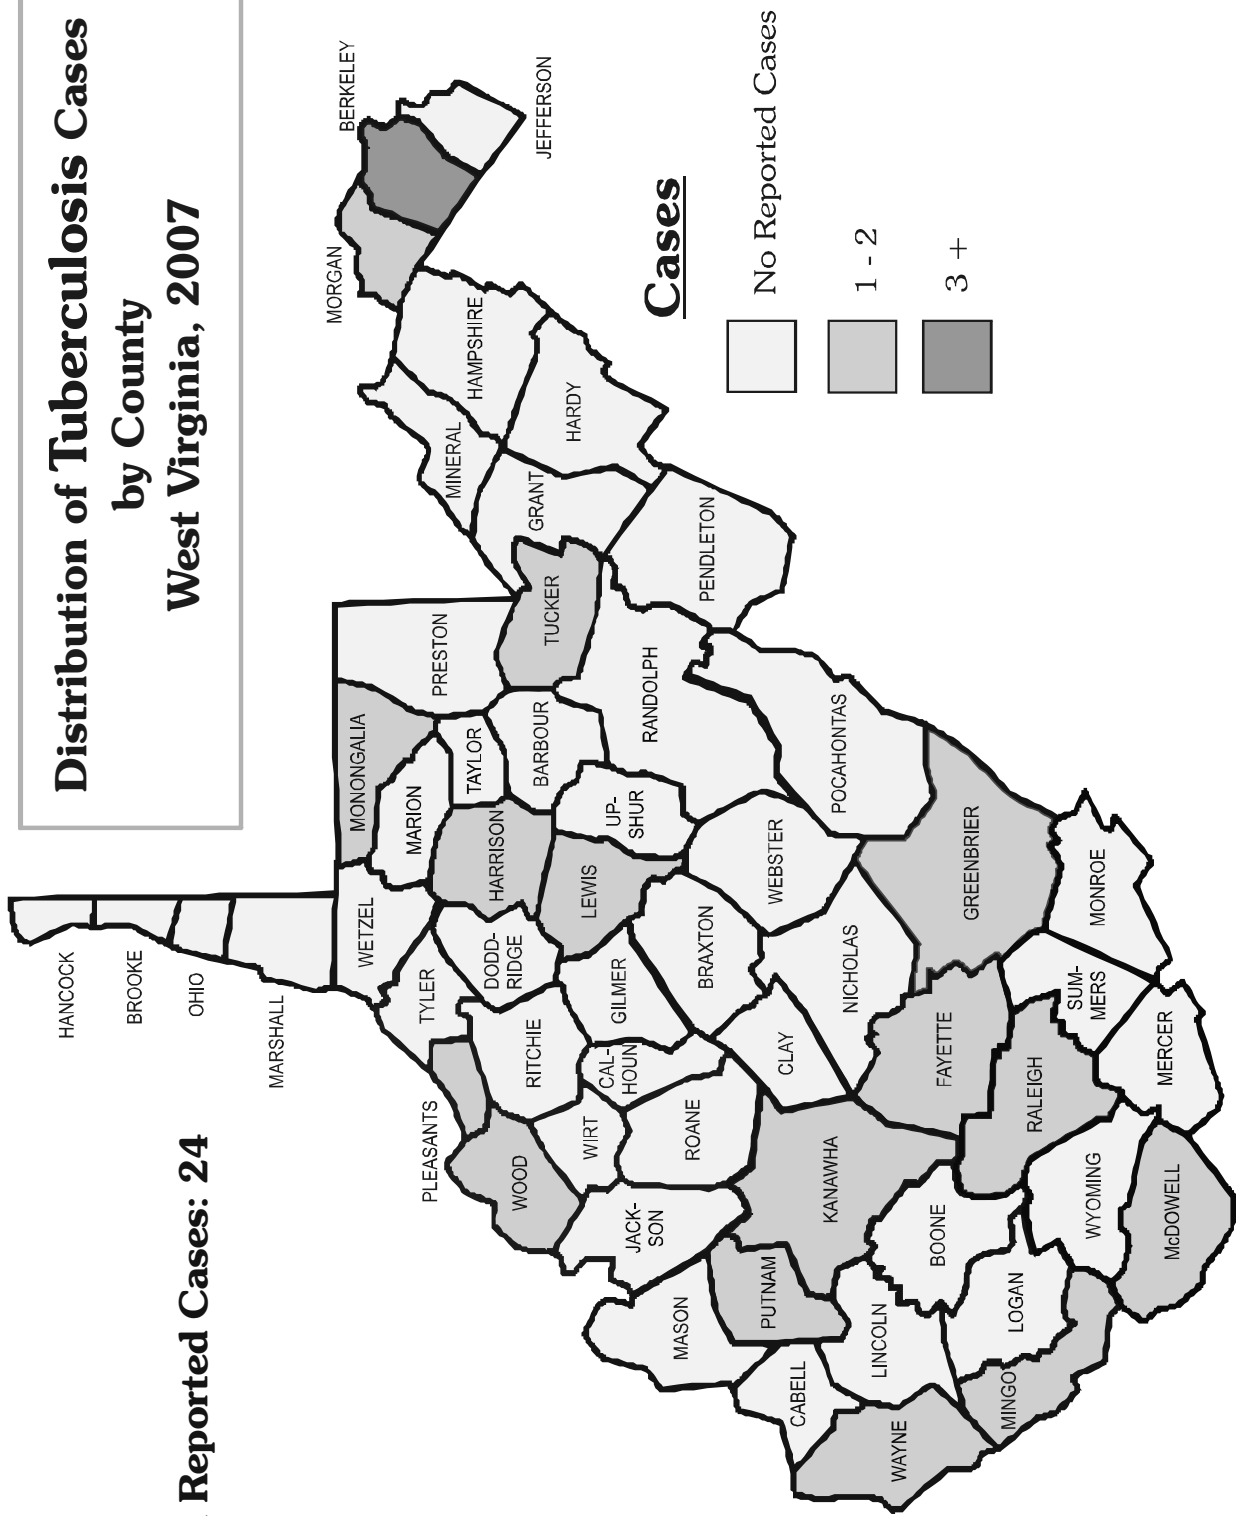 Distribution of Tuberculosis Cases
by County
West Virginia, 2007
Reported Cases: 24
HANCOCK
BROOKE
OHIO
MARSHALL
WETZEL
MONONGALIA
MARION
PRESTON
TAYLOR
HARRISON
DODD-
RIDGE
TYLER
PLEASANTS
WOOD
RITCHIE
WIRT
CAL-
HOUN
GILMER
LEWIS
UP-
SHUR
BARBOUR
TUCKER
RANDOLPH
GRANT
MINERAL
HAMPSHIRE
HARDY
MORGAN
BERKELEY
JEFFERSON
PENDLETON
POCAHONTAS
WEBSTER
BRAXTON
CLAY
ROANE
JACK-
SON
MASON
PUTNAM
KANAWHA
NICHOLAS
GREENBRIER
FAYETTE
MONROE
SUM-
MERS
RALEIGH
MERCER
WYOMING
McDOWELL
BOONE
LOGAN
LINCOLN
CABELL
WAYNE
MINGO
Cases
No Reported Cases
1 - 2
3 +